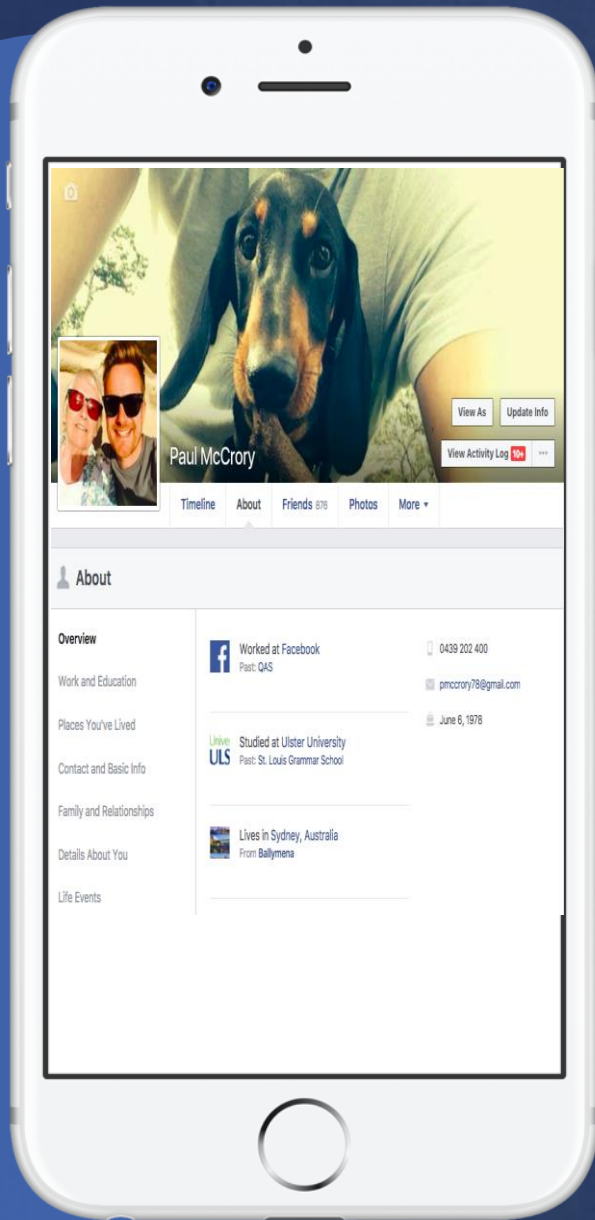 View As
Update Info
Paul McCrory
View Activity Log 10+ ...
Timeline About Friends 876 Photos More
About
Overview
Work and Education
Places You've Lived
Contact and Basic Info
Family and Relationships
Details About You
Life Events
f Worked at Facebook
Past: QAS
Unive
ULS
Studied at Ulster University
Past: St. Louis Grammar School
Lives in Sydney, Australia
From Ballymena
0439 202 400
pmccrory78@gmail.com
June 6, 1978